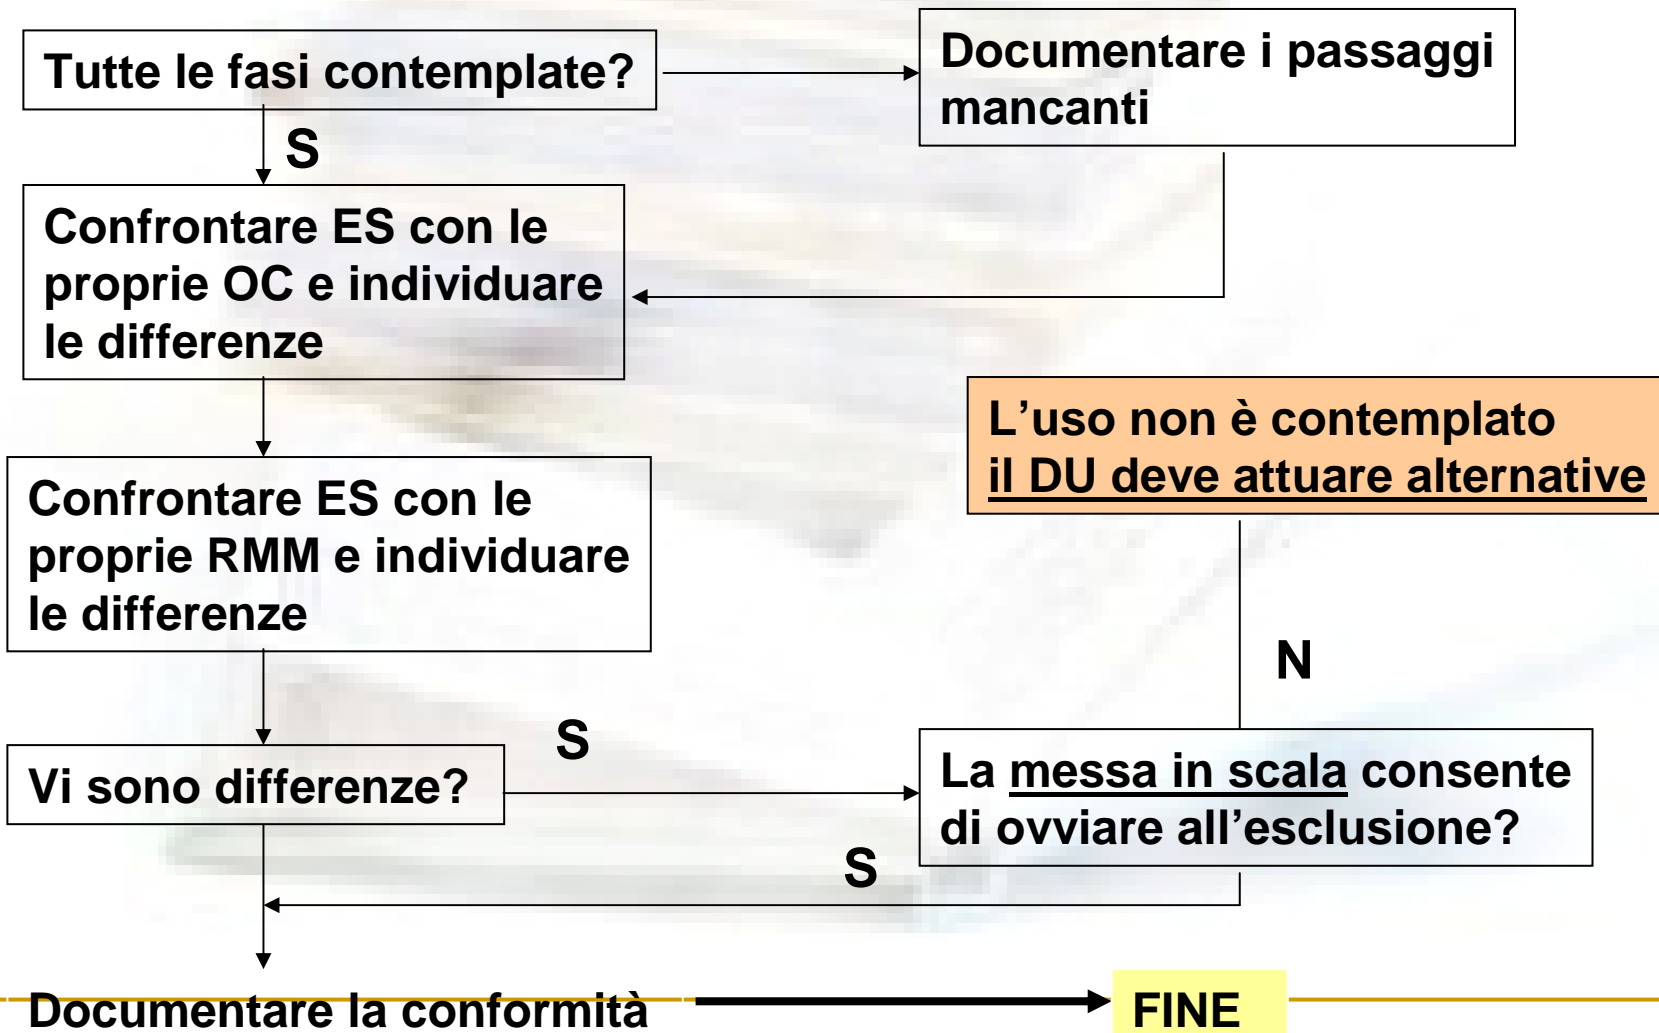 Tutte le fasi contemplate?
Documentare i passaggi
mancanti
S
Confrontare ES con le
proprie OC e individuare
le differenze
L'uso non è contemplato
il DU deve attuare alternative
Confrontare ES con le
proprie RMM e individuare
le differenze
N
S
Vi sono differenze?
La messa in scala consente
di ovviare all'esclusione?
S
Documentare la conformità
FINE